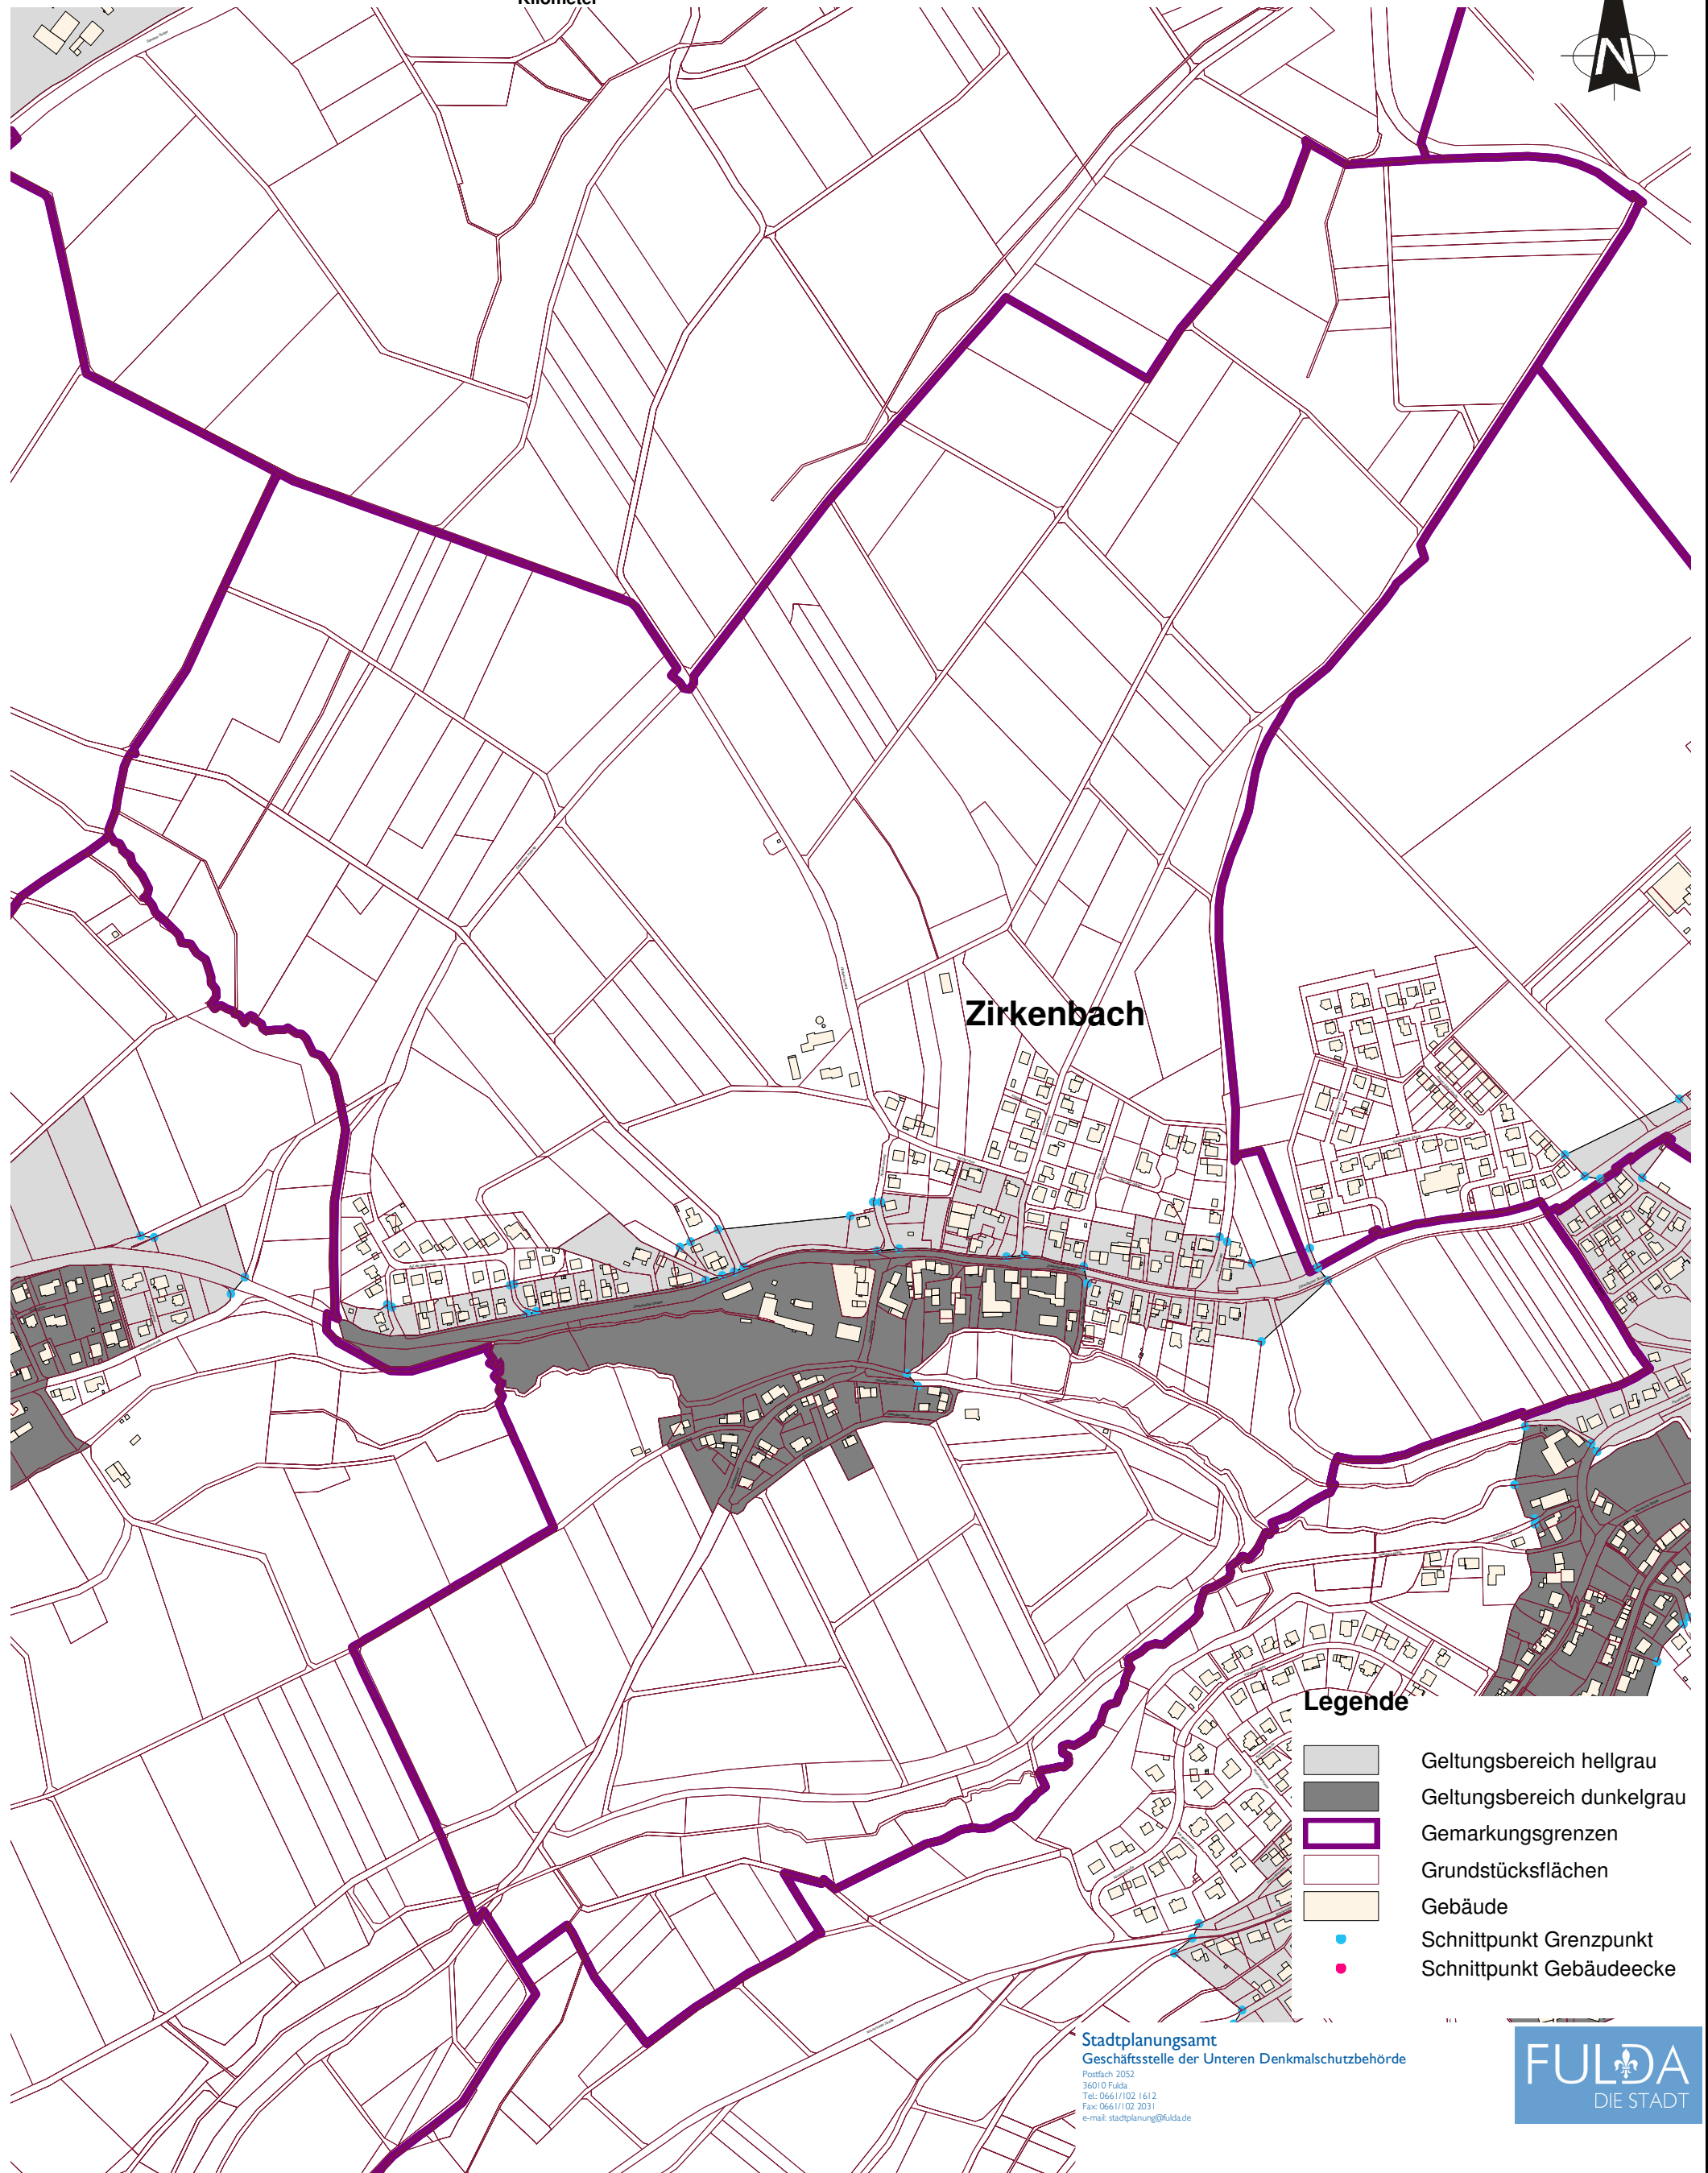 Kilometer
N
Zirkenbach
Legende
Geltungsbereich hellgrau
Geltungsbereich dunkelgrau
Gemarkungsgrenzen
Grundstücksflächen
Gebäude
Schnittpunkt Grenzpunkt
Schnittpunkt Gebäudeecke
Stadtplanungsamt
Geschäftsstelle der Unteren Denkmalschutzbehörde
Postfach 2052
36010 Fulda
Tel.: 0661/102 1612
Fax: 0661/102 2031
e-mail: stadtplanung@fulda.de
FULDA
DIE STADT